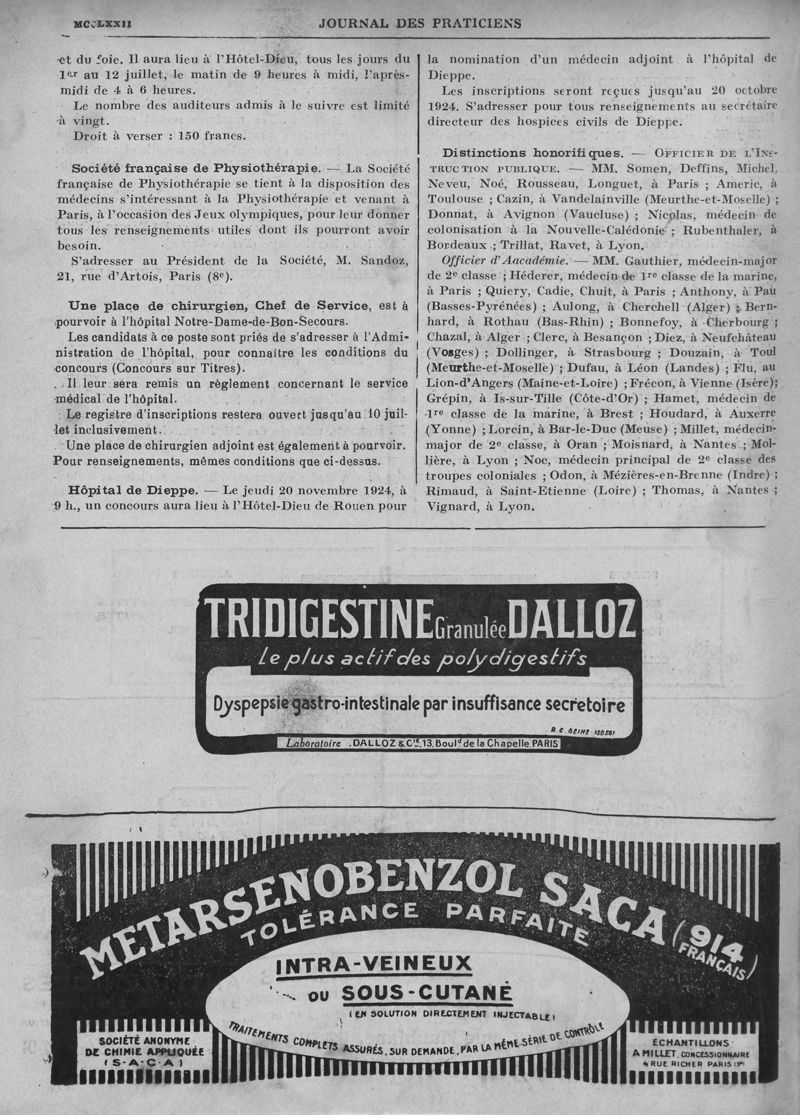 MCCLXXII
JOURNAL DES PRATICIENS
et du foie. Il aura lieu à l'Hôtel-Dieu, tous les jours du
1er au 12 juillet, le matin de 9 heures à midi, l'après-
midi de 4 à 6 heures.
Le nombre des auditeurs admis à le suivre est limité
à vingt.
Droit à verser : 150 francs.
Société française de Physiothérapie. — La Société
française de Physiothérapie se tient à la disposition des
médecins s'intéressant à la Physiothérapie et venant à
Paris, à l'occasion des Jeux olympiques, pour leur donner
tous les renseignements utiles dont ils pourront avoir
besoin.
S'adresser au Président de la Société, M. Sandoz,
21, rue d'Artois, Paris (8e).
Une place de chirurgien, Chef de Service, est à
pourvoir à l'hôpital Notre-Dame-de-Bon-Secours.
Les candidats à ce poste sont priés de s'adresser à l'Admi-
nistration de l'hôpital, pour connaître les conditions du
concours (Concours sur Titres).
Il leur sera remis un règlement concernant le service
médical de l'hôpital.
Le registre d'inscriptions restera ouvert jusqu'au 10 juil-
let inclusivement.
Une place de chirurgien adjoint est également à pourvoir.
Pour renseignements, mêmes conditions que ci-dessus.
Hôpital de Dieppe. — Le jeudi 20 novembre 1924, à
9 h., un concours aura lieu à l'Hôtel-Dieu de Rouen pour
la nomination d'un médecin adjoint à l'hôpital de
Dieppe.
Les inscriptions seront reçues jusqu'au 20 octobre
1924. S'adresser pour tous renseignements au secrétaire
directeur des hospices civils de Dieppe.
Distinctions honorifiques. — OFFICIER DE L'INS-
TRUCTION PUBLIQUE. — MM. Somen, Deffins, Michel,
Neveu, Noé, Rousseau, Longuet, à Paris ; Americ, à
Toulouse ; Cazin, à Vandelainville (Meurthe-et-Moselle) ;
Donnat, à Avignon (Vaucluse) ; Nicolas, médecin de
colonisation à la Nouvelle-Calédonie ; Rubenthaler, à
Bordeaux ; Trillat, Ravet, à Lyon.
Officier d'Aacadémie. — MM. Gauthier, médecin-major
de 2e classe ; Héderer, médecin de 1re classe de la marine,
à Paris ; Quiery, Cadie, Chuit, à Paris ; Anthony, à Pau
(Basses-Pyrénées) ; Aulong, à Cherchell (Alger) ; Bern-
hard, à Rothau (Bas-Rhin) ; Bonnefoy, à Cherbourg ;
Chazal, à Alger ; Clerc, à Besançon ; Diez, à Neufchâteau
(Vosges) ; Dollinger, à Strasbourg ; Douzain, à Toul
(Meurthe-et-Moselle) ; Dufau, à Léon (Landes) ; Flu, au
Lion-d'Angers (Maine-et-Loire) ; Frécon, à Vienne (Isère);
Grépin, à Is-sur-Tille (Côte-d'Or) ; Hamet, médecin de
1re classe de la marine, à Brest ; Houdard, à Auxerre
(Yonne) ; Lorcin, à Bar-le-Duc (Meuse) ; Millet, médecin-
major de 2e classe, à Oran ; Moisnard, à Nantes ; Mol-
lière, à Lyon ; Noc, médecin principal de 2e classe des
troupes coloniales ; Odon, à Mézières-en-Brenne (Indre) ;
Rimaud, à Saint-Etienne (Loire) ; Thomas, à Nantes ;
Vignard, à Lyon.
TRIDIGESTINE Granulée DALLOZ
Le plus actif des polydigestifs
Dyspepsie gastro-intestinale par insuffisance secrétoire
R.C. SEINE
Laboratoire .DALLOZ & Cie, 13, Bould de la Chapelle, PARIS
METARSENOBENZOL SACA (914 FRANÇAIS)
TOLÉRANCE PARFAITE
INTRA-VEINEUX
OU SOUS-CUTANÉ
(EN SOLUTION DIRECTEMENT INJECTABLE)
TRAITEMENTS COMPLETS ASSURÉS, SUR DEMANDE, PAR LA MÊME SÉRIE DE CONTRÔLE
SOCIÉTÉ ANONYME
DE CHIMIE APPLIQUÉE
(S.A.C.A)
ÉCHANTILLONS
A MILLET, CONCESSIONNAIRE
4 RUE RICHER PARIS